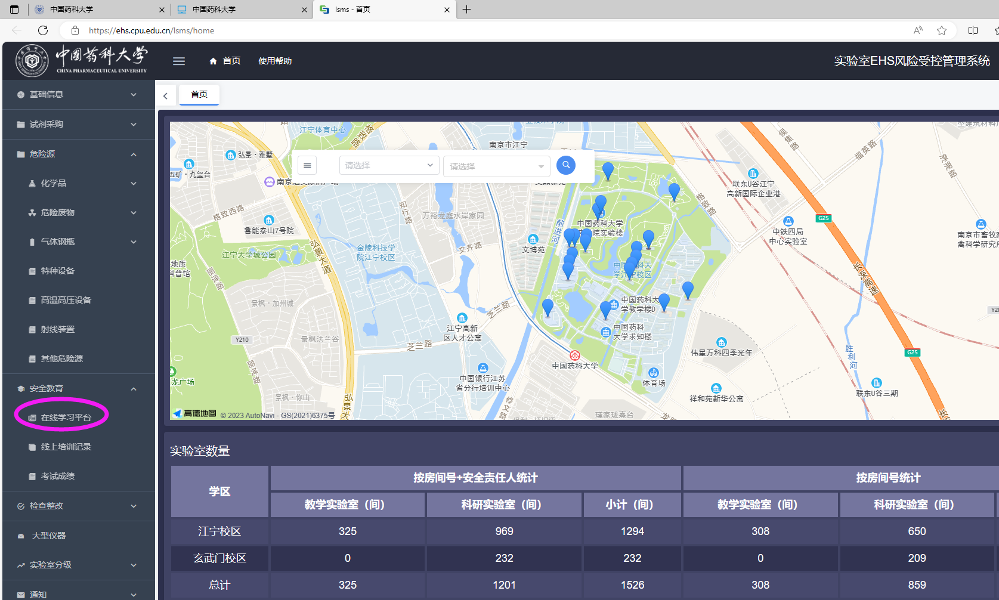 中国药科大学
中国药科大学
lsms - 首页
https://ehs.cpu.edu.cn/lsms/home
中国药科大学
CHINA PHARMACEUTICAL UNIVERSITY
首页
使用帮助
实验室EHS风险受控管理系统
基础信息
试剂采购
危险源
化学品
危险废物
气体钢瓶
特种设备
高温高压设备
射线装置
其他危险源
安全教育
在线学习平台
线上培训记录
考试成绩
检查整改
大型仪器
实验室分级
通知
首页
请选择
请选择
江宁体育中心
南京市江宁
弘景·雅墅
五矿·九玺台
格致西路
知行路
万裕龙庭水岸家园
鲁能泰山7号院
江宁大学城公园
弘景大道
金陵科技学
院江宁校区
文齐路
文博苑
前进河
中国药科大学
院实验楼
格致路
侯焦路
福英路
淳湖路
联东U谷江宁
高新国际企业港
G25
中铁四局
中心实验室
南京市畜牧家
禽科学研究所
长深高速
地质
科普馆
丽泽路
景枫·加州城
景枫法兰谷
Y210
丽泽路
芝兰路
芝兰路
江宁高新
区人才公寓
中国药科大
学江宁校区
中国药科大
学教学楼D
中国药科
大学求知楼
中国药科大学
体育场
伟星万科四季光年
胜利河
G25
联东U谷三期
祥和苑新华公寓
中国银行江苏
省分行培训中心
修文路
瑾家珑熹台
景枫·你山
弘景大
龙广场
高德地图
© 2023 AutoNavi - GS(2021)6375号
实验室数量
学区 按房间号+安全责任人统计 按房间号统计
教学实验室（间） 科研实验室（间） 小计（间） 教学实验室（间） 科研实验室（间）
江宁校区 325 969 1294 308 650
玄武门校区 0 232 232 0 209
总计 325 1201 1526 308 859